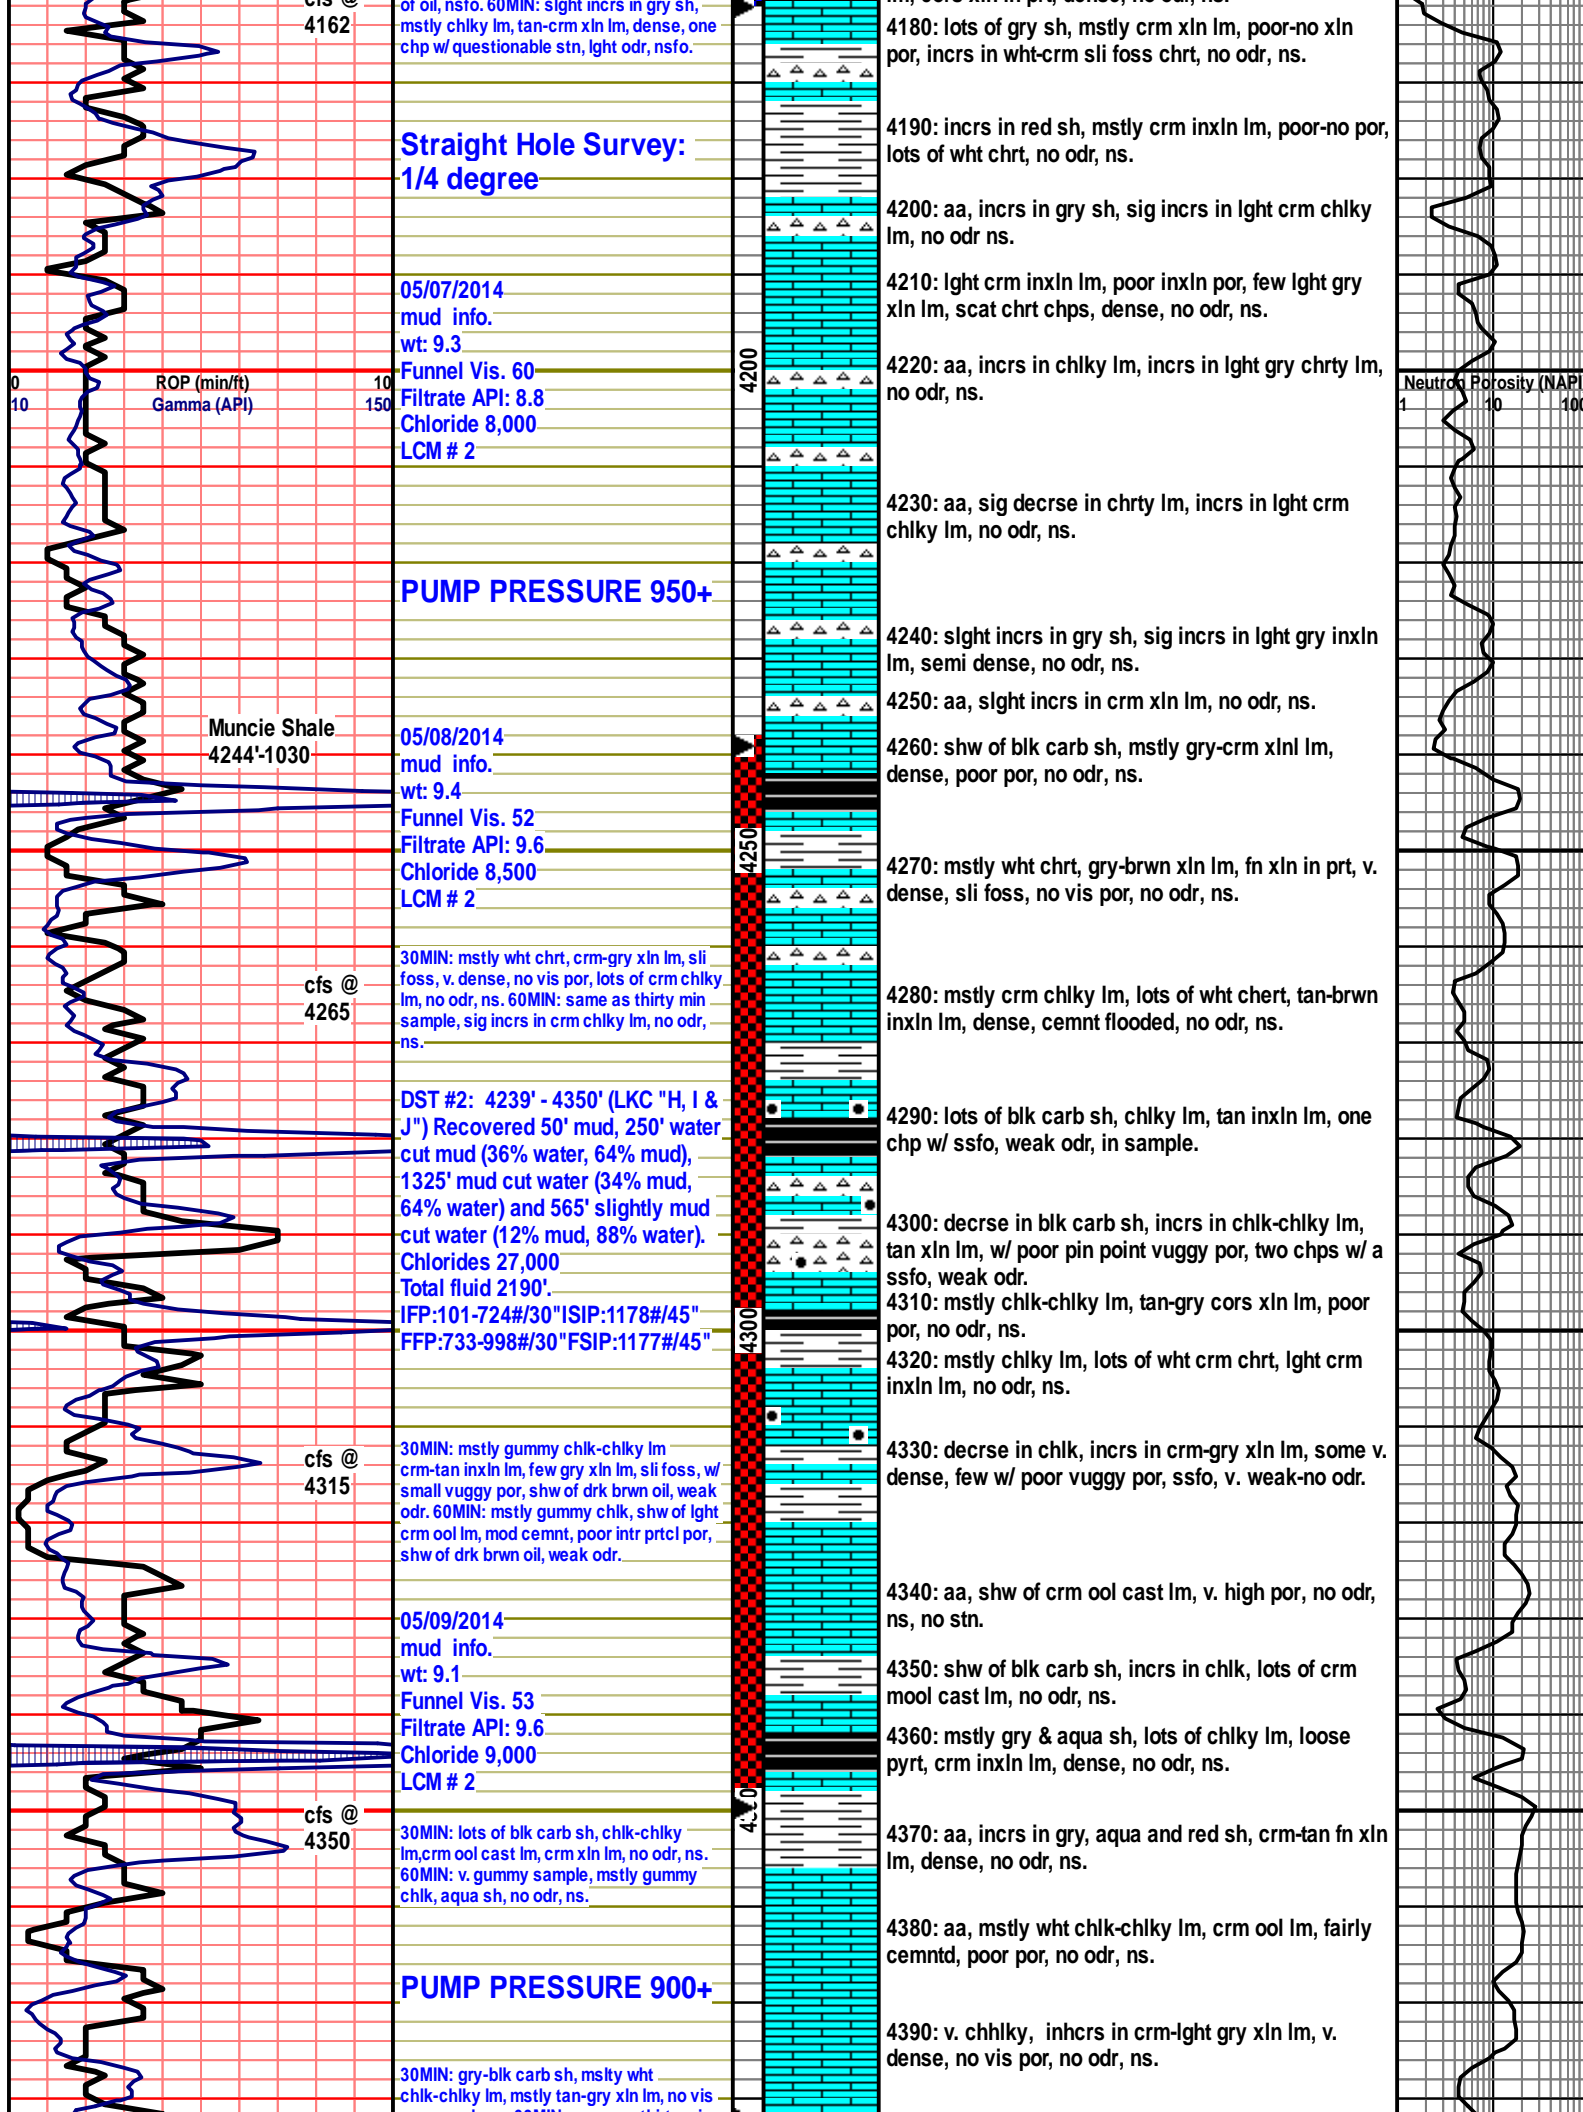 cfs @
4162
of oil, nsfo. 60MIN: slght incrs in gry sh,
mstly chlky lm, tan-crm xln lm, dense, one
chp w/ questionable stn, lght odr, nsfo.
Straight Hole Survey:
1/4 degree
05/07/2014
mud info.
wt: 9.3
Funnel Vis. 60
Filtrate API: 8.8
Chloride 8,000
LCM # 2
0 ROP (min/ft) 10
10 Gamma (API) 150
PUMP PRESSURE 950+
Muncie Shale
4244'-1030
05/08/2014
mud info.
wt: 9.4
Funnel Vis. 52
Filtrate API: 9.6
Chloride 8,500
LCM # 2
cfs @
4265
30MIN: mstly wht chrt, crm-gry xln lm, sli
foss, v. dense, no vis por, lots of crm chlky
lm, no odr, ns. 60MIN: same as thirty min
sample, sig incrs in crm chlky lm, no odr,
ns.
DST #2: 4239' - 4350' (LKC "H, I &
J") Recovered 50' mud, 250' water
cut mud (36% water, 64% mud),
1325' mud cut water (34% mud,
64% water) and 565' slightly mud
cut water (12% mud, 88% water).
Chlorides 27,000
Total fluid 2190'.
IFP:101-724#/30"ISIP:1178#/45"
FFP:733-998#/30"FSIP:1177#/45"
cfs @
4315
30MIN: mstly gummy chlk-chlky lm
crm-tan inxln lm, few gry xln lm, sli foss, w/
small vuggy por, shw of drk brwn oil, weak
odr. 60MIN: mstly gummy chlk, shw of lght
crm ool lm, mod cemnt, poor intr prtcl por,
shw of drk brwn oil, weak odr.
05/09/2014
mud info.
wt: 9.1
Funnel Vis. 53
Filtrate API: 9.6
Chloride 9,000
LCM # 2
cfs @
4350
30MIN: lots of blk carb sh, chlk-chlky
lm,crm ool cast lm, crm xln lm, no odr, ns.
60MIN: v. gummy sample, mstly gummy
chlk, aqua sh, no odr, ns.
PUMP PRESSURE 900+
30MIN: gry-blk carb sh, mslty wht
chlk-chlky lm, mstly tan-gry xln lm, no vis
4200
4250
4300
4180: lots of gry sh, mstly crm xln lm, poor-no xln
por, incrs in wht-crm sli foss chrt, no odr, ns.
4190: incrs in red sh, mstly crm inxln lm, poor-no por,
lots of wht chrt, no odr, ns.
4200: aa, incrs in gry sh, sig incrs in lght crm chlky
lm, no odr ns.
4210: lght crm inxln lm, poor inxln por, few lght gry
xln lm, scat chrt chps, dense, no odr, ns.
4220: aa, incrs in chlky lm, incrs in lght gry chrty lm,
no odr, ns.
4230: aa, sig decrse in chrty lm, incrs in lght crm
chlky lm, no odr, ns.
4240: slght incrs in gry sh, sig incrs in lght gry inxln
lm, semi dense, no odr, ns.
4250: aa, slght incrs in crm xln lm, no odr, ns.
4260: shw of blk carb sh, mstly gry-crm xlnl lm,
dense, poor por, no odr, ns.
4270: mstly wht chrt, gry-brwn xln lm, fn xln in prt, v.
dense, sli foss, no vis por, no odr, ns.
4280: mstly crm chlky lm, lots of wht chert, tan-brwn
inxln lm, dense, cemnt flooded, no odr, ns.
4290: lots of blk carb sh, chlky lm, tan inxln lm, one
chp w/ ssfo, weak odr, in sample.
4300: decrse in blk carb sh, incrs in chlk-chlky lm,
tan xln lm, w/ poor pin point vuggy por, two chps w/ a
ssfo, weak odr.
4310: mstly chlk-chlky lm, tan-gry cors xln lm, poor
por, no odr, ns.
4320: mstly chlky lm, lots of wht crm chrt, lght crm
inxln lm, no odr, ns.
4330: decrse in chlk, incrs in crm-gry xln lm, some v.
dense, few w/ poor vuggy por, ssfo, v. weak-no odr.
4340: aa, shw of crm ool cast lm, v. high por, no odr,
ns, no stn.
4350: shw of blk carb sh, incrs in chlk, lots of crm
mool cast lm, no odr, ns.
4360: mstly gry & aqua sh, lots of chlky lm, loose
pyrt, crm inxln lm, dense, no odr, ns.
4370: aa, incrs in gry, aqua and red sh, crm-tan fn xln
lm, dense, no odr, ns.
4380: aa, mstly wht chlk-chlky lm, crm ool lm, fairly
cemntd, poor por, no odr, ns.
4390: v. chhlky, inhcrs in crm-lght gry xln lm, v.
dense, no vis por, no odr, ns.
Neutron Porosity (NAPI
1 10 100